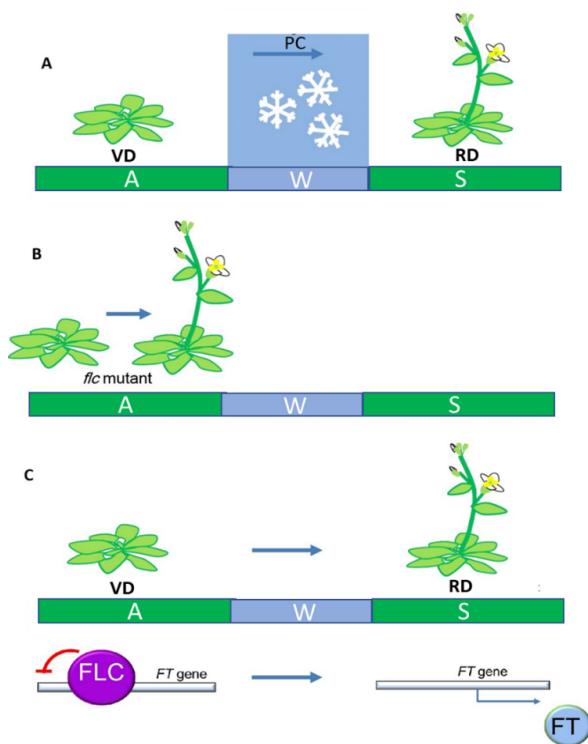 A
PC
VD
RD
A W S
B
flc mutant
A W S
C
VD
RD
:
A W S
FLC
FT gene
FT gene
FT